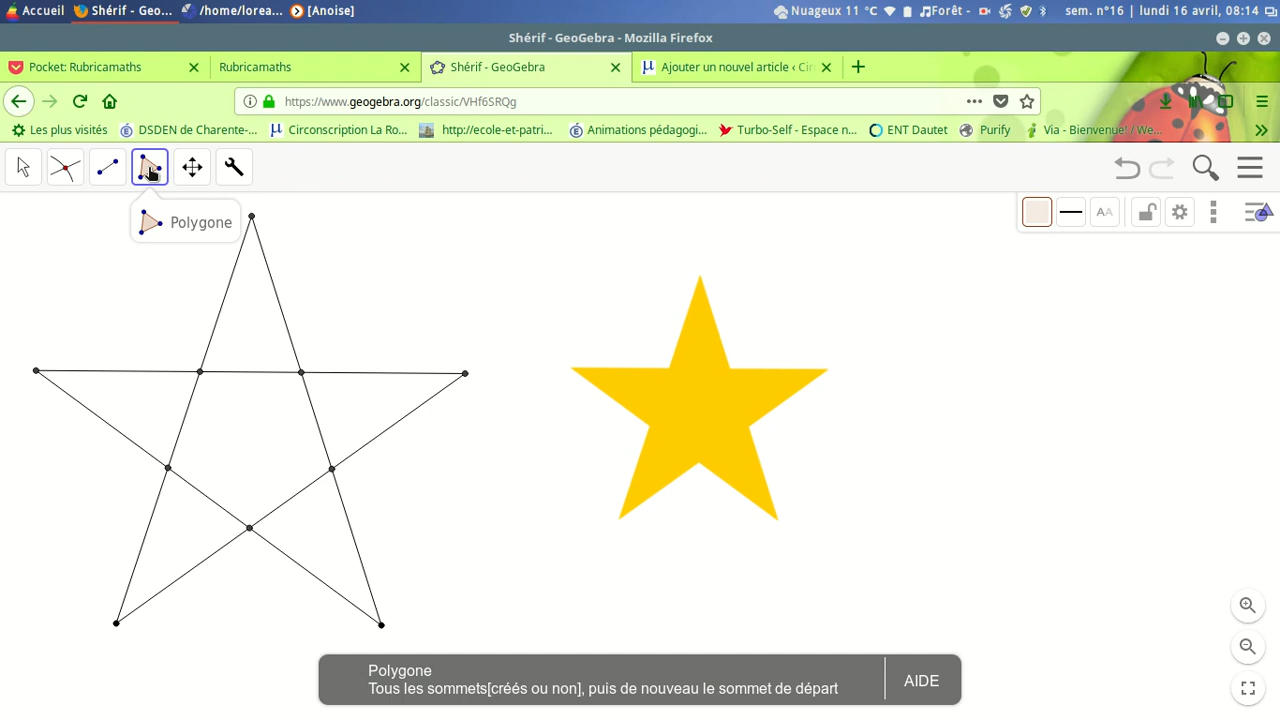 Accueil Shérif - Geo... /home/lorea... [Anoise] Nuageux 11 °C Forêt - sem. n°16 | lundi 16 avril, 08:14
Shérif - GeoGebra - Mozilla Firefox
Pocket: Rubricamaths Rubricamaths Shérif - GeoGebra Ajouter un nouvel article ‹ Cir
https://www.geogebra.org/classic/VHf6SRQg
Les plus visités DSDEN de Charente-... Circonscription La Ro... http://ecole-et-patri... Animations pédagogi... Turbo-Self - Espace n... ENT Dautet Purify Via - Bienvenue! / We...
AA
Polygone
Polygone
Tous les sommets[créés ou non], puis de nouveau le sommet de départ
AIDE